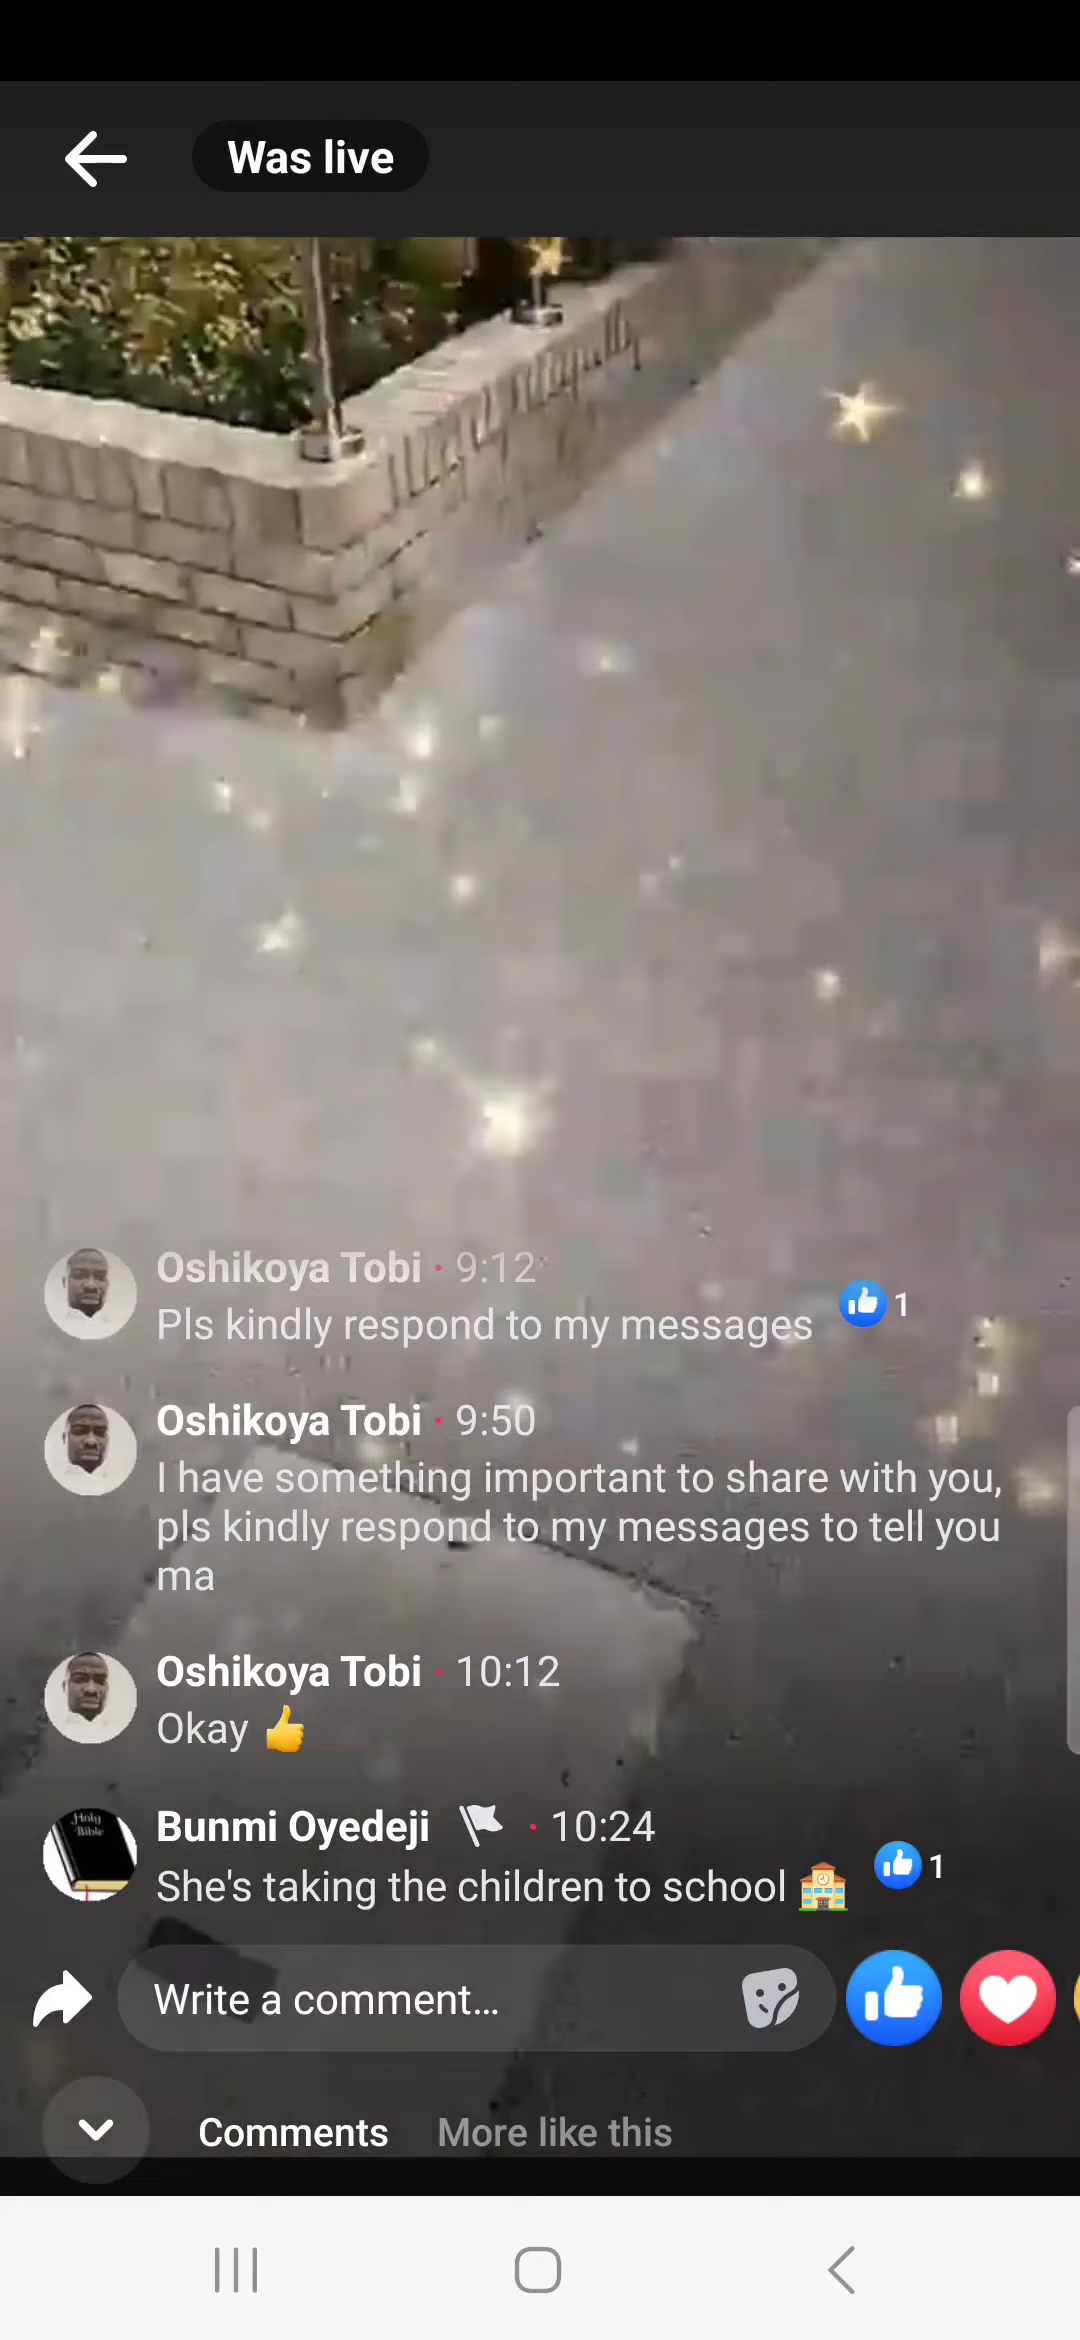 Was live
Oshikoya Tobi · 9:12
Pls kindly respond to my messages 1
Oshikoya Tobi · 9:50
I have something important to share with you,
pls kindly respond to my messages to tell you
ma
Oshikoya Tobi · 10:12
Okay 👍
Holy
Bible
Bunmi Oyedeji · 10:24
She's taking the children to school 🏫 1
Write a comment...
Comments More like this